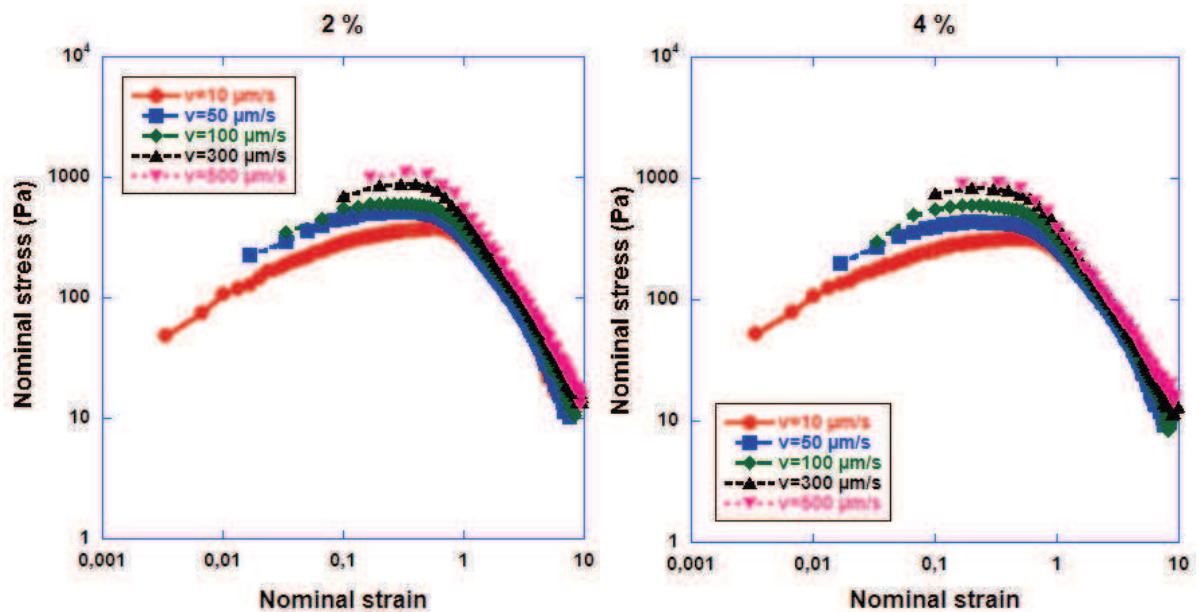 2 %
10⁴
1000
100
10
1
0,001
0,01
0,1
1
10
Nominal stress (Pa)
Nominal strain
v=10 µm/s
v=50 µm/s
v=100 µm/s
v=300 µm/s
v=500 µm/s
4 %
10⁴
1000
100
10
1
0,001
0,01
0,1
1
10
Nominal stress (Pa)
Nominal strain
v=10 µm/s
v=50 µm/s
v=100 µm/s
v=300 µm/s
v=500 µm/s